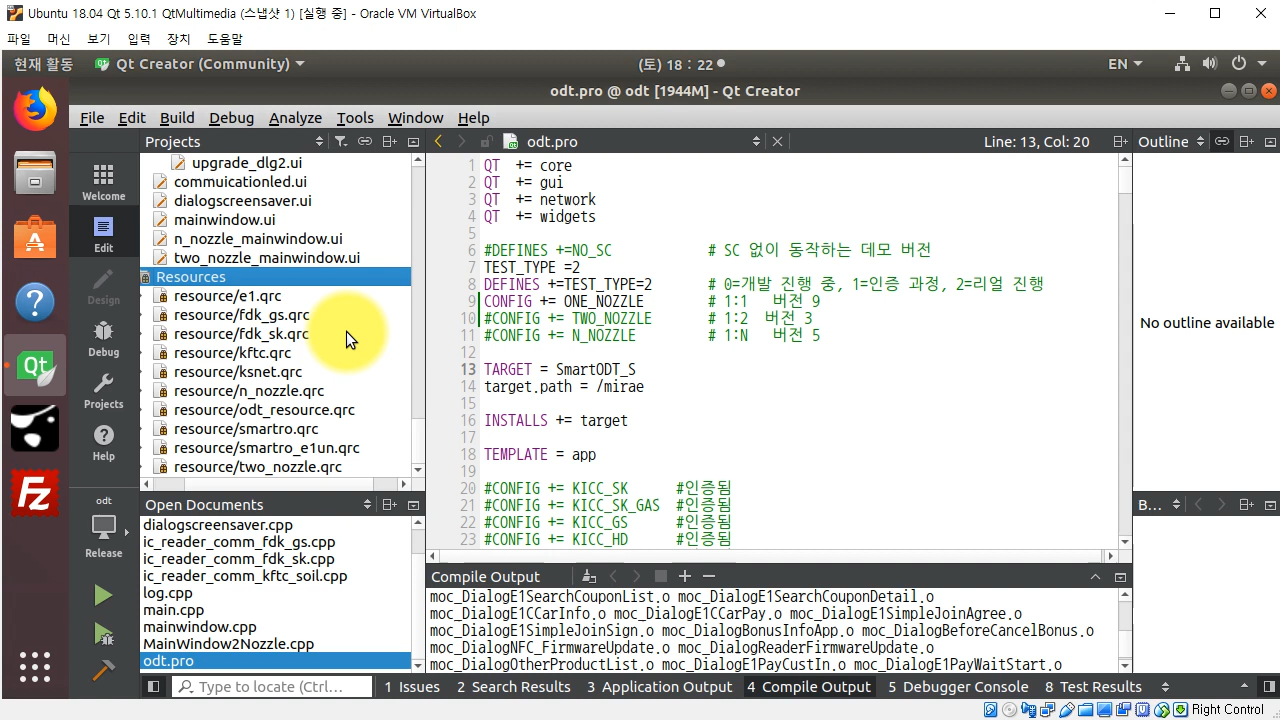 Ubuntu 18.04 Qt 5.10.1 QtMultimedia (스냅샷 1) [실행 중] - Oracle VM VirtualBox
파일 머신 보기 입력 장치 도움말
현재 활동 Qt Creator (Community) (토) 18 : 22 EN
odt.pro @ odt [1944M] - Qt Creator
File Edit Build Debug Analyze Tools Window Help
Projects odt.pro Line: 13, Col: 20 Outline
Welcome
Edit
Design
Debug
Projects
Help
odt
Release
upgrade_dlg2.ui
commuicationled.ui
dialogscreensaver.ui
mainwindow.ui
n_nozzle_mainwindow.ui
two_nozzle_mainwindow.ui
Resources
resource/e1.qrc
resource/fdk_gs.qrc
resource/fdk_sk.qrc
resource/kftc.qrc
resource/ksnet.qrc
resource/n_nozzle.qrc
resource/odt_resource.qrc
resource/smartro.qrc
resource/smartro_e1un.qrc
resource/two_nozzle.qrc
Open Documents
dialogscreensaver.cpp
ic_reader_comm_fdk_gs.cpp
ic_reader_comm_fdk_sk.cpp
ic_reader_comm_kftc_soil.cpp
log.cpp
main.cpp
mainwindow.cpp
MainWindow2Nozzle.cpp
odt.pro
1 QT += core
2 QT += gui
3 QT += network
4 QT += widgets
5
6 #DEFINES +=NO_SC # SC 없이 동작하는 데모 버전
7 TEST_TYPE =2
8 DEFINES +=TEST_TYPE=2 # 0=개발 진행 중, 1=인증 과정, 2=리얼 진행
9 CONFIG += ONE_NOZZLE # 1:1 버전 9
10 #CONFIG += TWO_NOZZLE # 1:2 버전 3
11 #CONFIG += N_NOZZLE # 1:N 버전 5
12
13 TARGET = SmartODT_S
14 target.path = /mirae
15
16 INSTALLS += target
17
18 TEMPLATE = app
19
20 #CONFIG += KICC_SK #인증됨
21 #CONFIG += KICC_SK_GAS #인증됨
22 #CONFIG += KICC_GS #인증됨
23 #CONFIG += KICC_HD #인증됨
No outline available
B...
Compile Output
moc_DialogE1SearchCouponList.o moc_DialogE1SearchCouponDetail.o
moc_DialogE1CCarInfo.o moc_DialogE1CCarPay.o moc_DialogE1SimpleJoinAgree.o
moc_DialogE1SimpleJoinSign.o moc_DialogBonusInfoApp.o moc_DialogBeforeCancelBonus.o
moc_DialogNFC_FirmwareUpdate.o moc_DialogReaderFirmwareUpdate.o
moc_DialogOtherProductList.o moc_DialogE1PayCustIn.o moc_DialogE1PayWaitStart.o
Type to locate (Ctrl... 1 Issues 2 Search Results 3 Application Output 4 Compile Output 5 Debugger Console 8 Test Results
Right Control